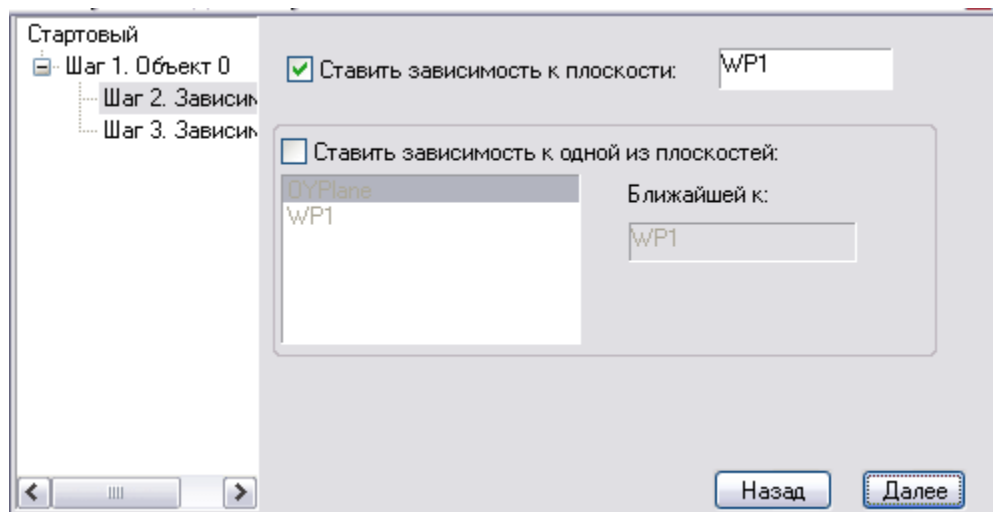 Стартовый
Шаг 1. Объект 0
Шаг 2. Зависим
Шаг 3. Зависим
Ставить зависимость к плоскости:
WP1
Ставить зависимость к одной из плоскостей:
OYPlane
WP1
Ближайшей к:
WP1
Назад
Далее